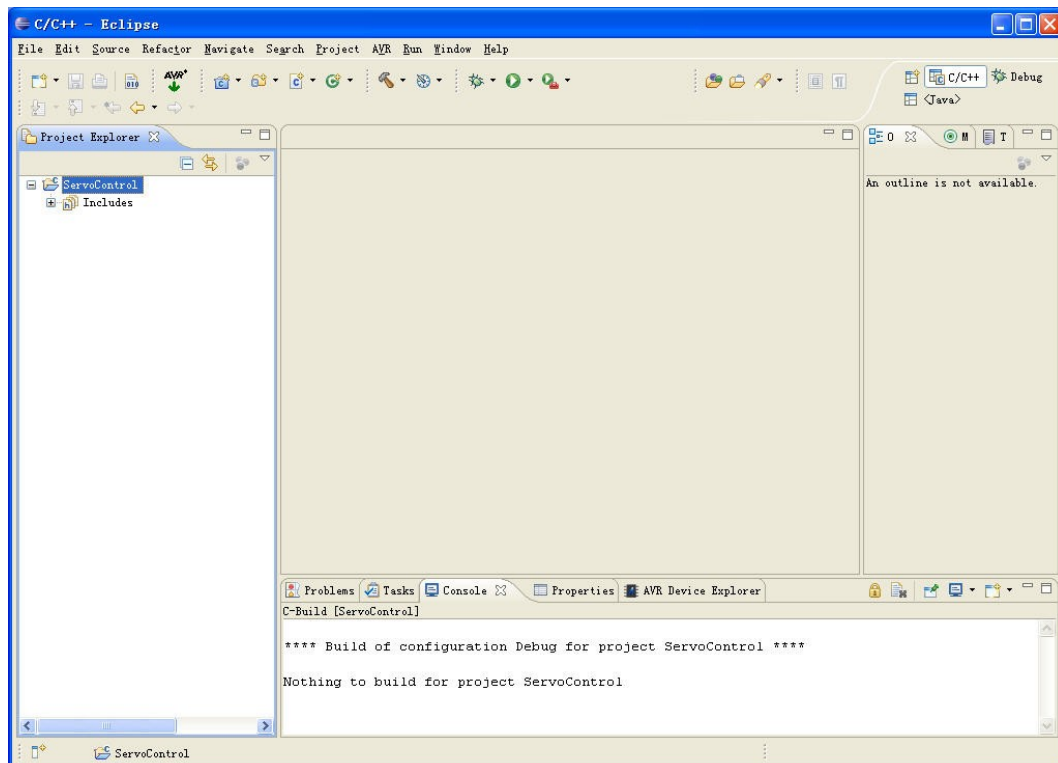 C/C++ - Eclipse
File Edit Source Refactor Navigate Search Project AVR Run Window Help
AVR
C/C++ Debug
<Java>
Project Explorer
O M T
ServoControl
Includes
An outline is not available.
Problems Tasks Console Properties AVR Device Explorer
C-Build [ServoControl]
**** Build of configuration Debug for project ServoControl ****
Nothing to build for project ServoControl
ServoControl